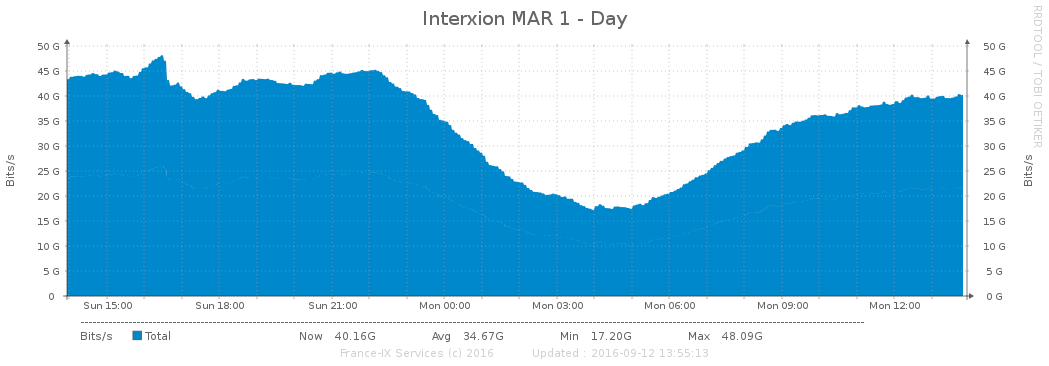 Interxion MAR 1 - Day
RRDTOOL / TOBI OETIKER
50 G 50 G
45 G 45 G
40 G 40 G
35 G 35 G
30 G 30 G
25 G 25 G
20 G 20 G
15 G 15 G
10 G 10 G
5 G 5 G
0 0 G
Bits/s
Bits/s
Sun 15:00 Sun 18:00 Sun 21:00 Mon 00:00 Mon 03:00 Mon 06:00 Mon 09:00 Mon 12:00
Bits/s Total Now 40.16G Avg 34.67G Min 17.20G Max 48.09G
France-IX Services (c) 2016 Updated : 2016-09-12 13:55:13